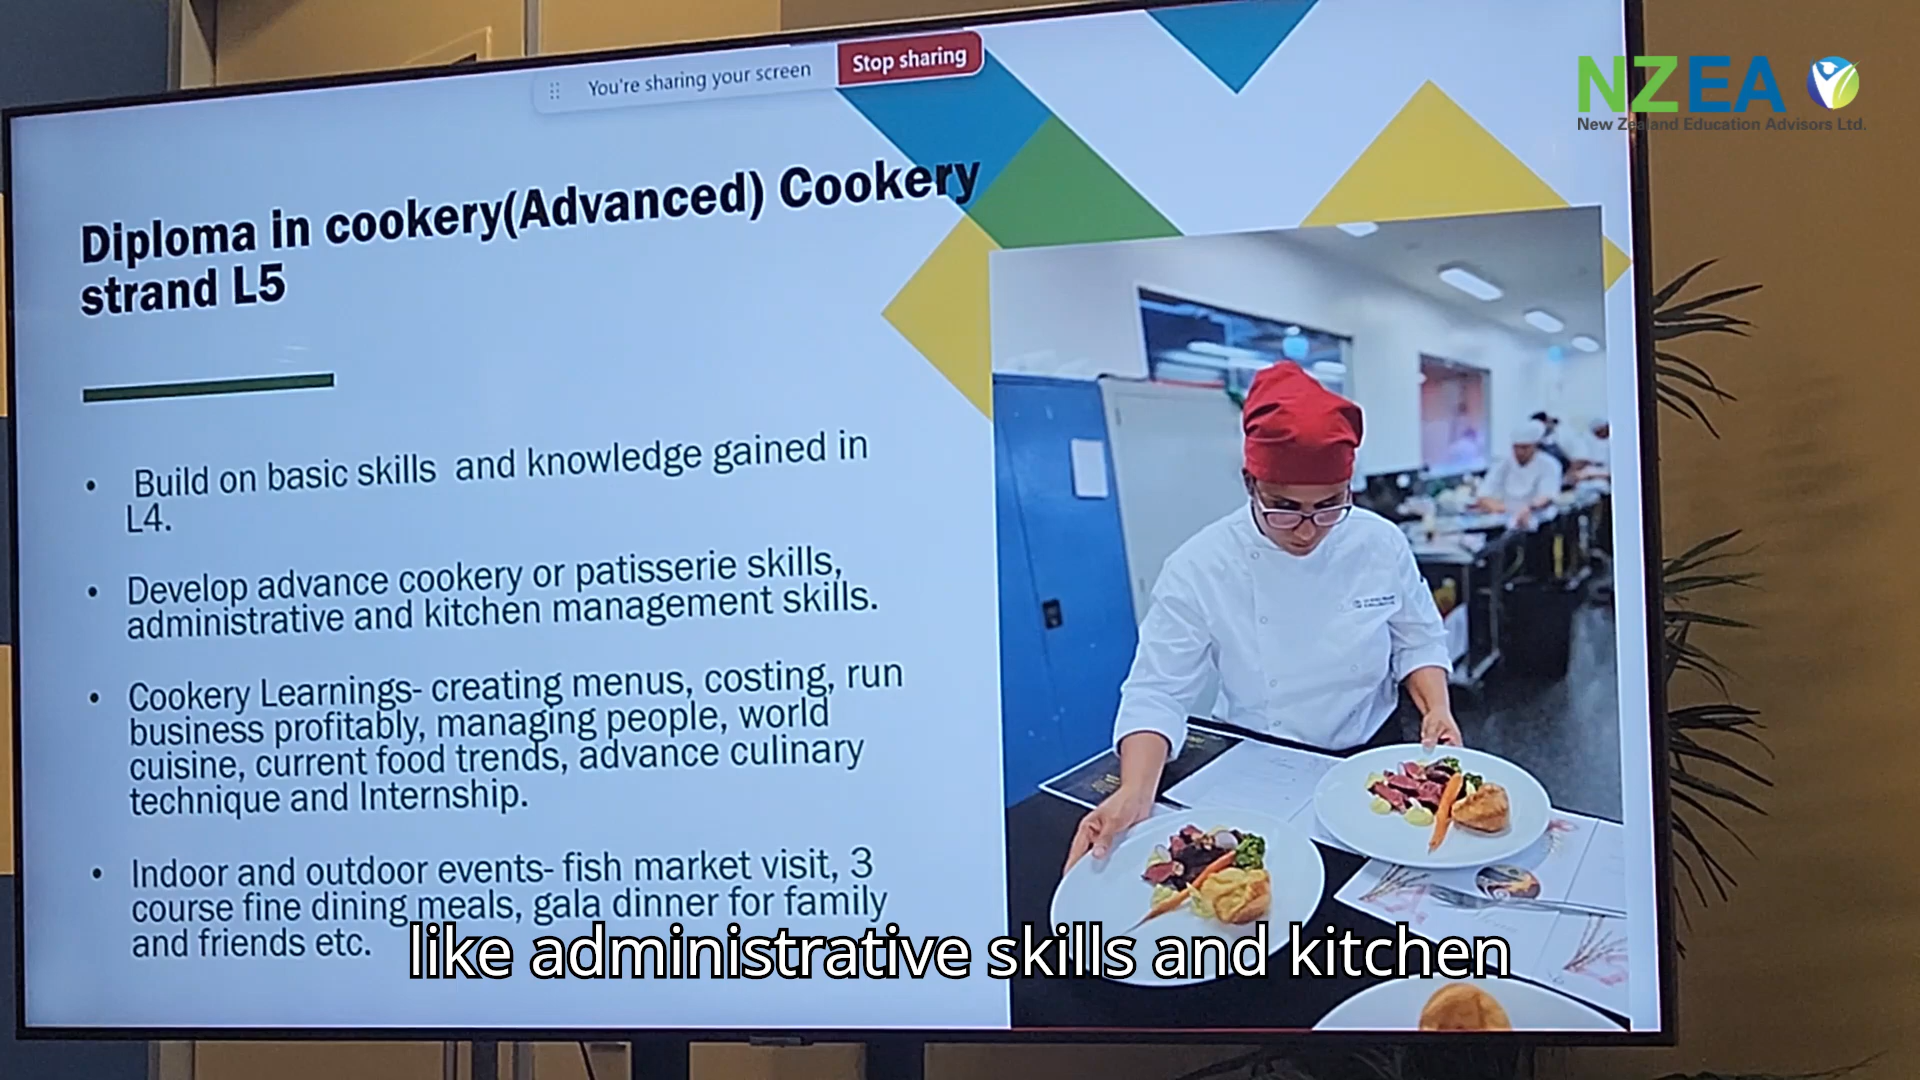 You're sharing your screen
Stop sharing
NZEA
New Zealand Education Advisors Ltd.
Diploma in cookery(Advanced) Cookery
strand L5
• Build on basic skills and knowledge gained in
L4.
• Develop advance cookery or patisserie skills,
administrative and kitchen management skills.
• Cookery Learnings- creating menus, costing, run
business profitably, managing people, world
cuisine, current food trends, advance culinary
technique and Internship.
• Indoor and outdoor events- fish market visit, 3
course fine dining meals, gala dinner for family
and friends etc.
like administrative skills and kitchen